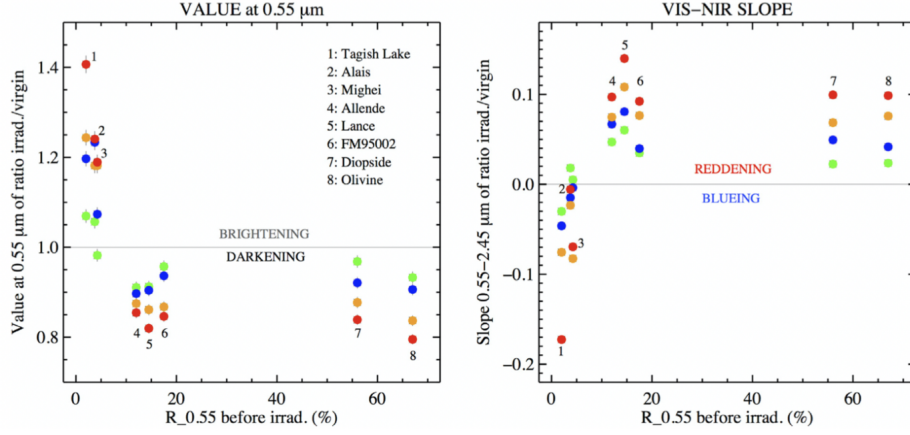 VALUE at 0.55 μm
Value at 0.55 μm of ratio irrad./virgin
1.4
1.2
1.0
0.8
1
2
3
1: Tagish Lake
2: Alais
3: Mighei
4: Allende
5: Lance
6: FM95002
7: Diopside
8: Olivine
BRIGHTENING
DARKENING
4
5
6
7
8
0 20 40 60
R_0.55 before irrad. (%)
VIS−NIR SLOPE
Slope 0.55−2.45 μm of ratio irrad./virgin
0.1
0.0
−0.1
−0.2
5
4
6
7
8
REDDENING
BLUEING
2
3
1
0 20 40 60
R_0.55 before irrad. (%)